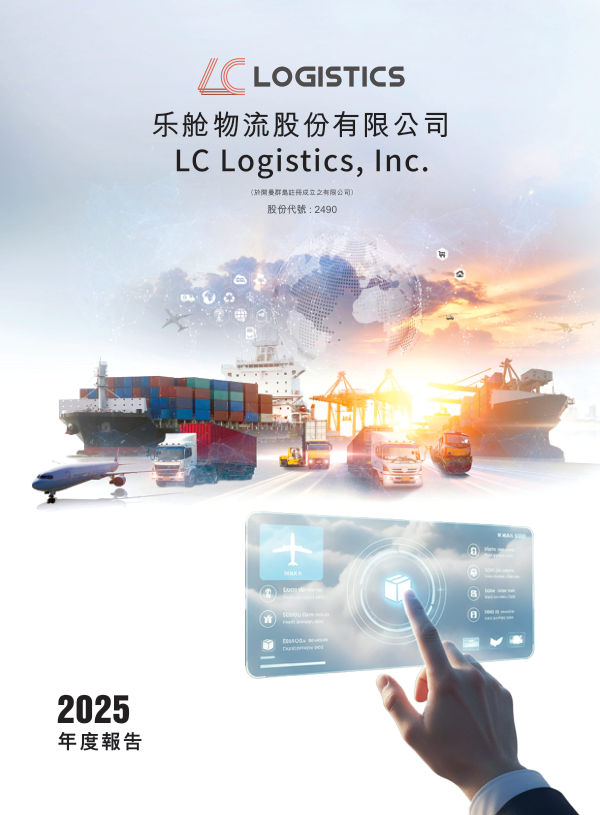 LC LOGISTICS
乐舱物流股份有限公司
LC Logistics, Inc.
（於開曼群島註冊成立之有限公司）
股份代號 : 2490
2025
年度報告